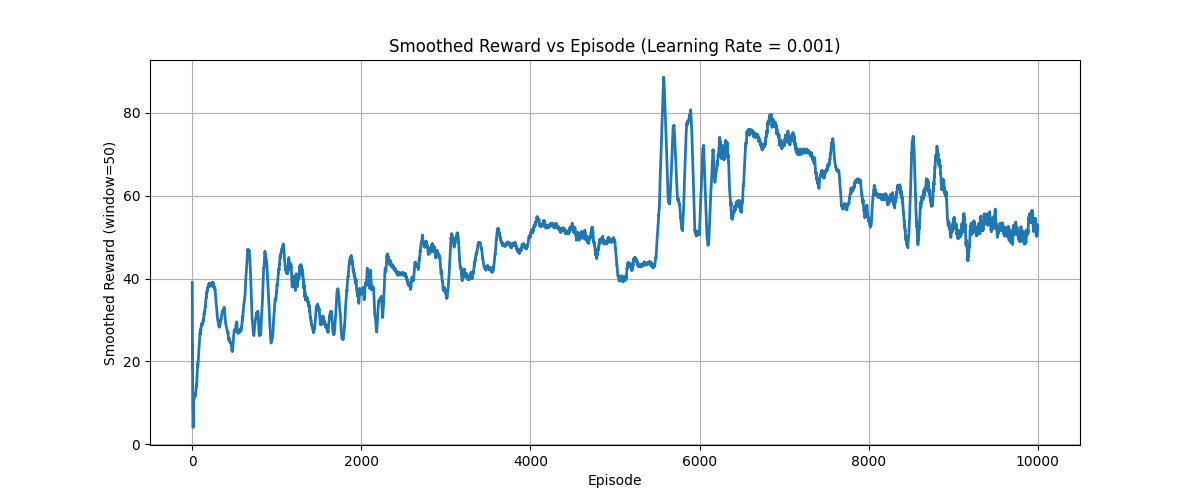 Smoothed Reward vs Episode (Learning Rate = 0.001)
Smoothed Reward (window=50)
80
60
40
20
0
0 2000 4000 6000 8000 10000
Episode